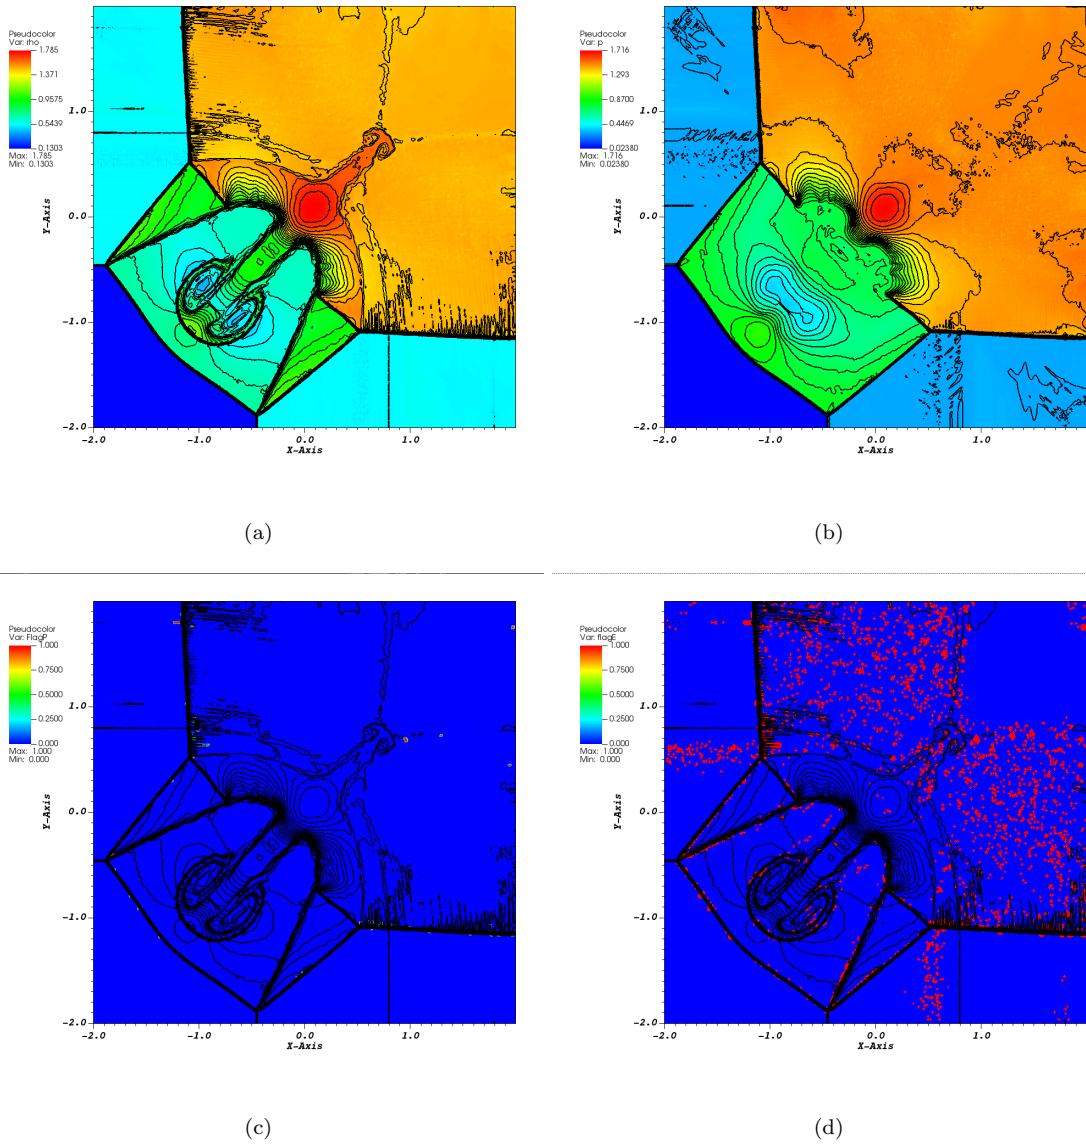 Pseudocolor
Var: rho
1.785
1.371
0.9575
0.5439
0.1303
Max: 1.785
Min: 0.1303
1.0
0.0
-1.0
-2.0
Y-Axis
-2.0 -1.0 0.0 1.0
X-Axis
(a)
Pseudocolor
Var: p
1.716
1.293
0.8700
0.4469
0.02380
Max: 1.716
Min: 0.02380
1.0
0.0
-1.0
-2.0
Y-Axis
-2.0 -1.0 0.0 1.0
X-Axis
(b)
Pseudocolor
Var: FlagP
1.000
0.7500
0.5000
0.2500
0.000
Max: 1.000
Min: 0.000
1.0
0.0
-1.0
-2.0
Y-Axis
-2.0 -1.0 0.0 1.0
X-Axis
(c)
Pseudocolor
Var: flagE
1.000
0.7500
0.5000
0.2500
0.000
Max: 1.000
Min: 0.000
1.0
0.0
-1.0
-2.0
Y-Axis
-2.0 -1.0 0.0 1.0
X-Axis
(d)